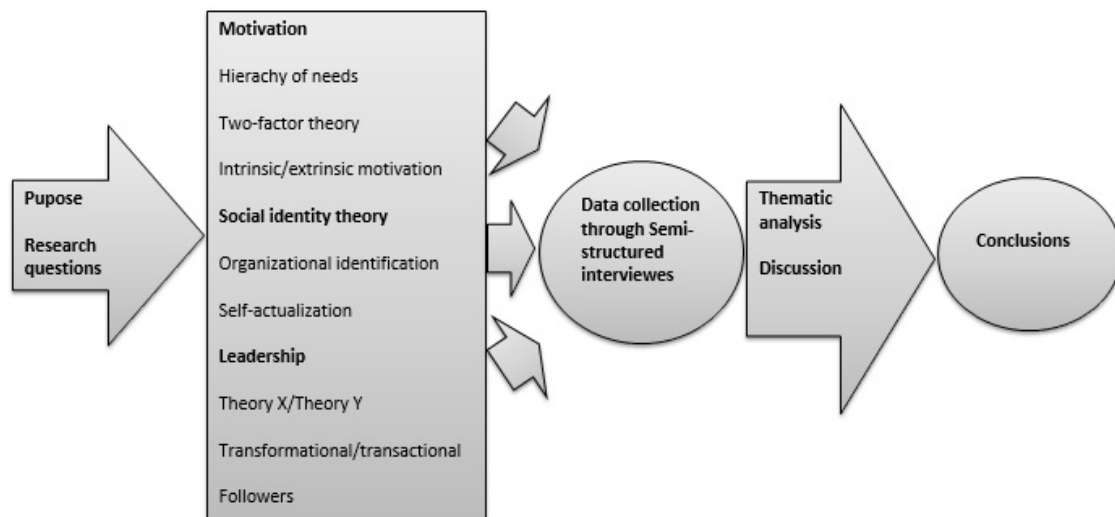 Pupose
Research
questions
Motivation
Hierachy of needs
Two-factor theory
Intrinsic/extrinsic motivation
Social identity theory
Organizational identification
Self-actualization
Leadership
Theory X/Theory Y
Transformational/transactional
Followers
Data collection
through Semi-
structured
interviewes
Thematic
analysis
Discussion
Conclusions